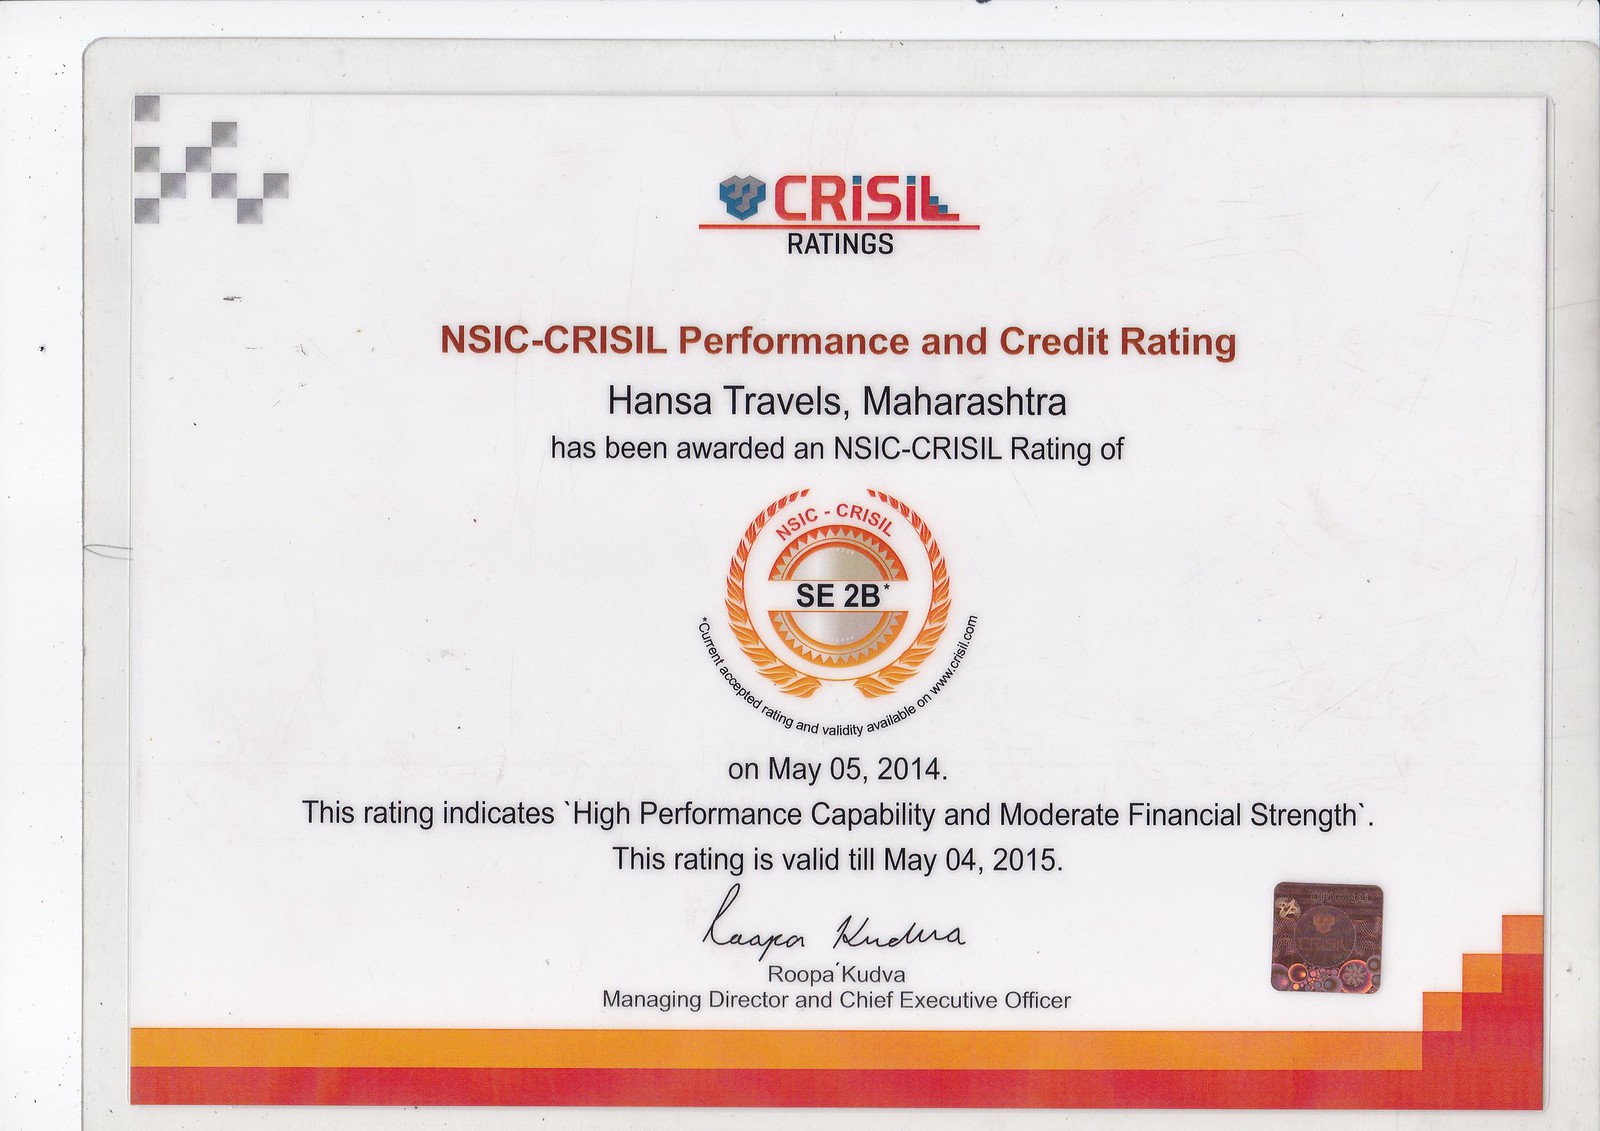 CRiSiL
RATINGS
NSIC-CRISIL Performance and Credit Rating
Hansa Travels, Maharashtra
has been awarded an NSIC-CRISIL Rating of
NSIC - CRISIL
SE 2B*
*Current accepted rating and validity available on www.crisil.com
on May 05, 2014.
This rating indicates `High Performance Capability and Moderate Financial Strength`.
This rating is valid till May 04, 2015.
Roopa Kudva
Roopa Kudva
Managing Director and Chief Executive Officer
CRISIL